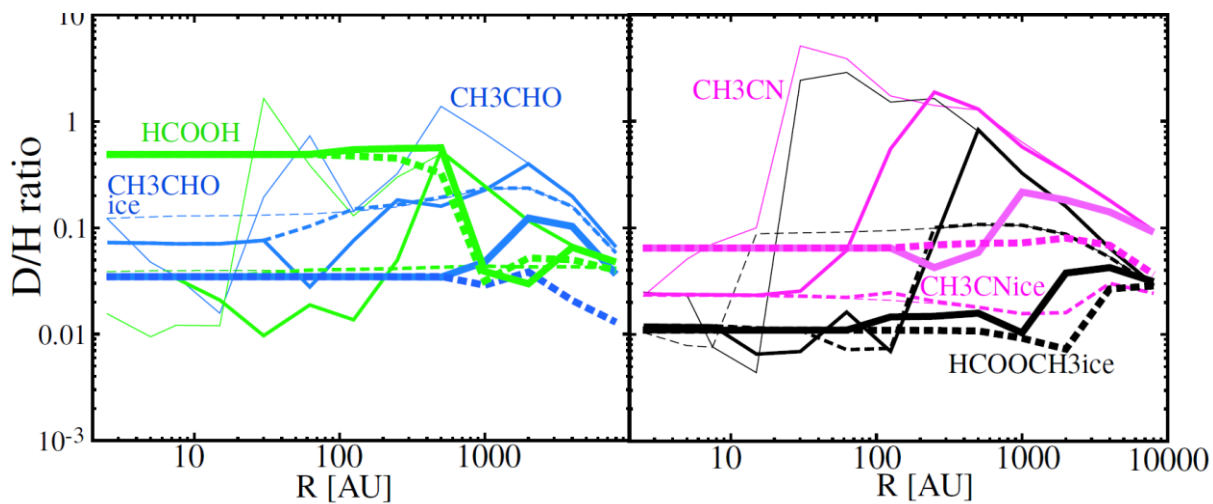 D/H ratio
10
1
0.1
0.01
10-3
HCOOH
CH3CHO
CH3CHO
ice
10
100
1000
R [AU]
CH3CN
CH3CNice
HCOOCH3ice
10
100
1000
10000
R [AU]